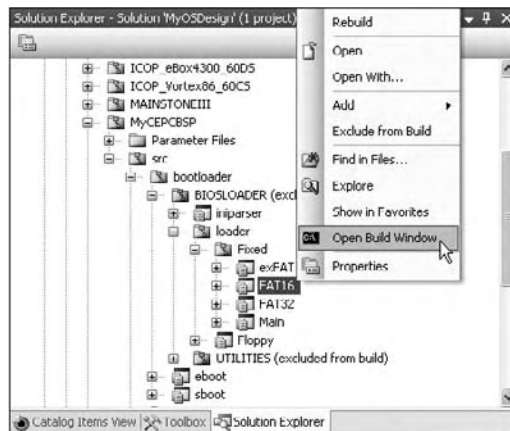 Solution Explorer - Solution 'MyOSDesign' (1 project)
Rebuild
Open
Open With...
Add
Exclude from Build
Find in Files...
Explore
Show in Favorites
Open Build Window
Properties
ICOP_eBox4300_60D5
ICOP_Vortex86_60C5
MAINSTONEIII
MyCEPCBSP
Parameter Files
src
bootloader
BIOSLOADER (excl
iniparser
loader
Fixed
exFAT
FAT16
FAT32
Main
Floppy
UTILITIES (excluded from build)
eboot
sboot
Catalog Items View Toolbox Solution Explorer